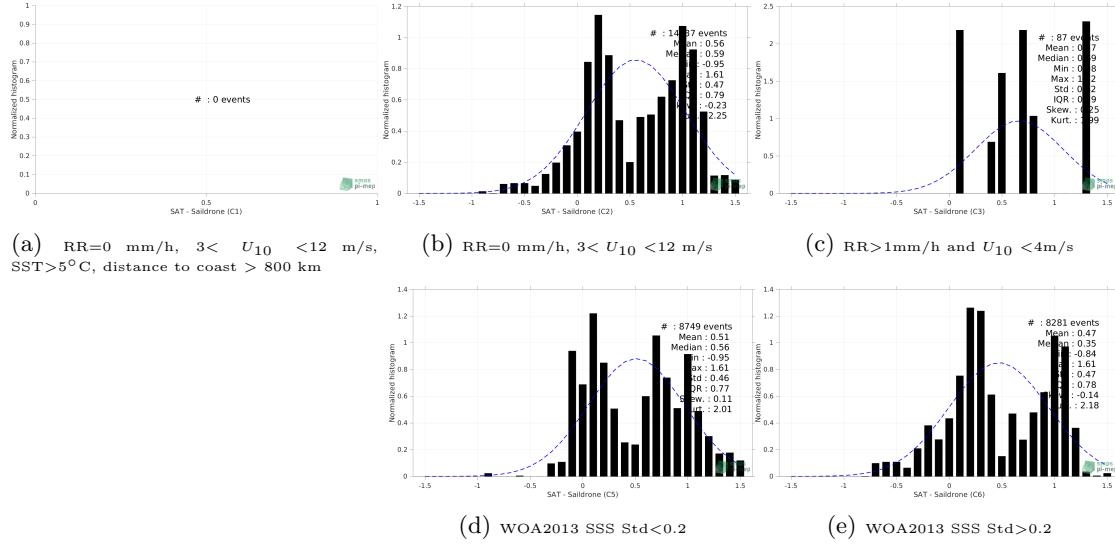 1
0.9
0.8
0.7
0.6
0.5
0.4
0.3
0.2
0.1
0
Normalized histogram
# : 0 events
0 0.5 1
SAT - Saildrone (C1)
smos
pi-mep
(a) RR=0 mm/h, 3< U10 <12 m/s,
SST>5°C, distance to coast > 800 km
1.2
1
0.8
0.6
0.4
0.2
0
Normalized histogram
events
: 0.56
: 0.59
: -0.95
: 1.61
: 0.47
: 0.79
: -0.23
2.25
-1.5 -1 -0.5 0 0.5 1 1.5
SAT - Saildrone (C2)
pi-mep
(b) RR=0 mm/h, 3< U10 <12 m/s
2.5
2
1.5
1
0.5
0
Normalized histogram
# : 87 events
Mean :
Median :
Min :
Max :
Std :
IQR :
Skew. :
Kurt. :
-1.5 -1 -0.5 0 0.5 1 1.5
SAT - Saildrone (C3)
(c) RR>1mm/h and U10 <4m/s
1.4
1.2
1
0.8
0.6
0.4
0.2
0
Normalized histogram
# : 8749 events
Mean : 0.51
Median : 0.56
: -0.95
: 1.61
: 0.46
: 0.77
: 0.11
: 2.01
-1.5 -1 -0.5 0 0.5 1 1.5
SAT - Saildrone (C5)
(d) WOA2013 SSS Std<0.2
1.4
1.2
1
0.8
0.6
0.4
0.2
0
Normalized histogram
# : 8281 events
Mean : 0.47
Median : 0.35
: -0.84
: 1.61
: 0.47
: 0.78
: -0.14
: 2.18
-1.5 -1 -0.5 0 0.5 1 1.5
SAT - Saildrone (C6)
(e) WOA2013 SSS Std>0.2